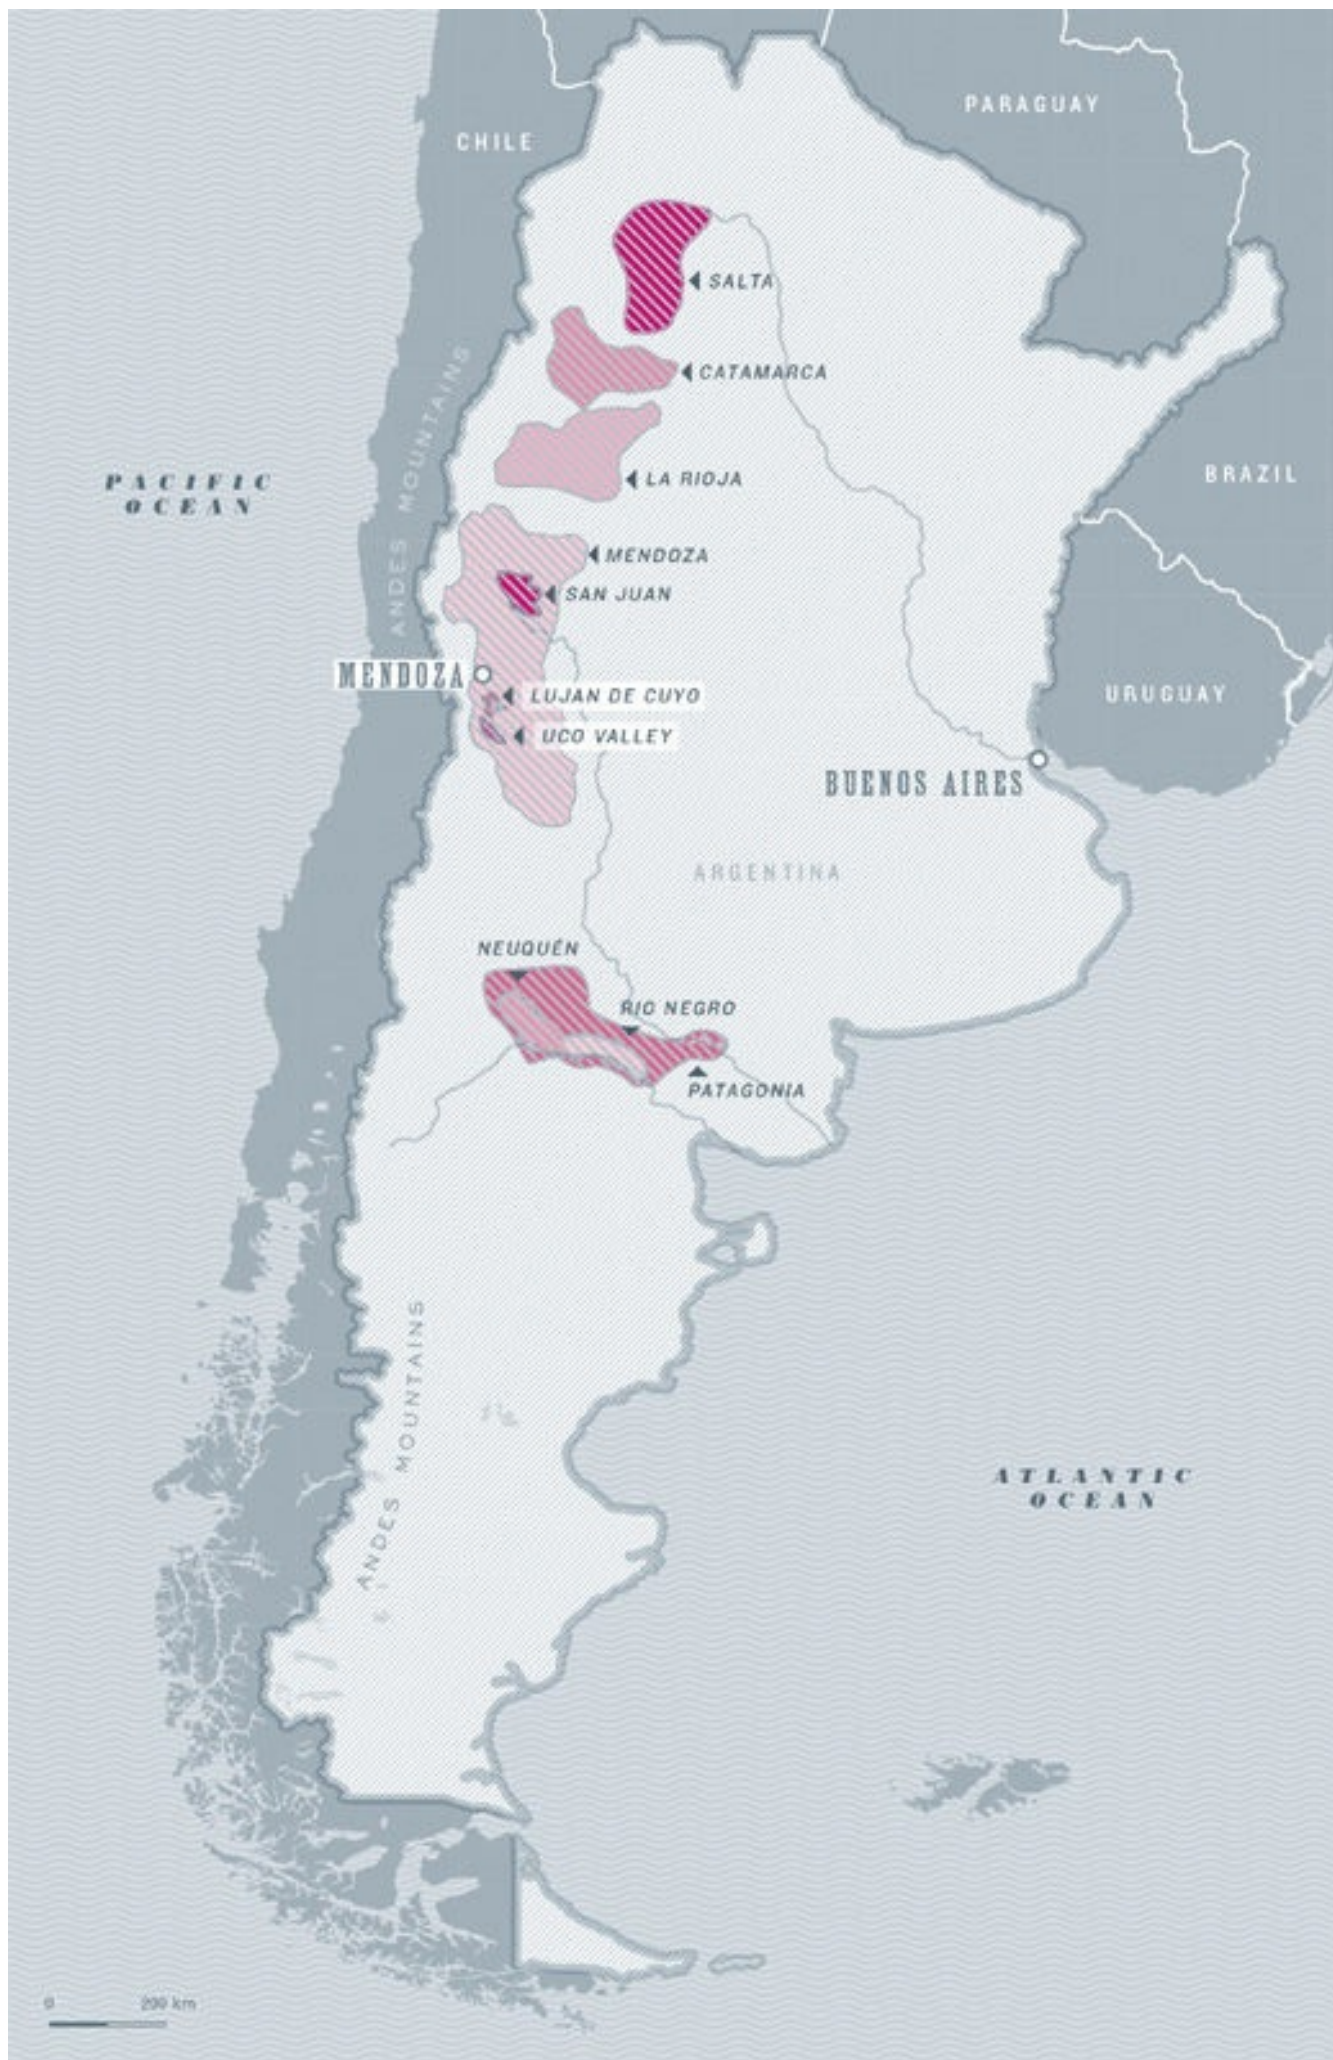 PARAGUAY
CHILE
SALTA
CATAMARCA
ANDES MOUNTAINS
PACIFIC
OCEAN
BRAZIL
LA RIOJA
MENDOZA
SAN JUAN
MENDOZA
LUJAN DE CUYO
URUGUAY
UCO VALLEY
BUENOS AIRES
ARGENTINA
NEUQUÉN
RIO NEGRO
PATAGONIA
ANDES MOUNTAINS
ATLANTIC
OCEAN
0 200 km